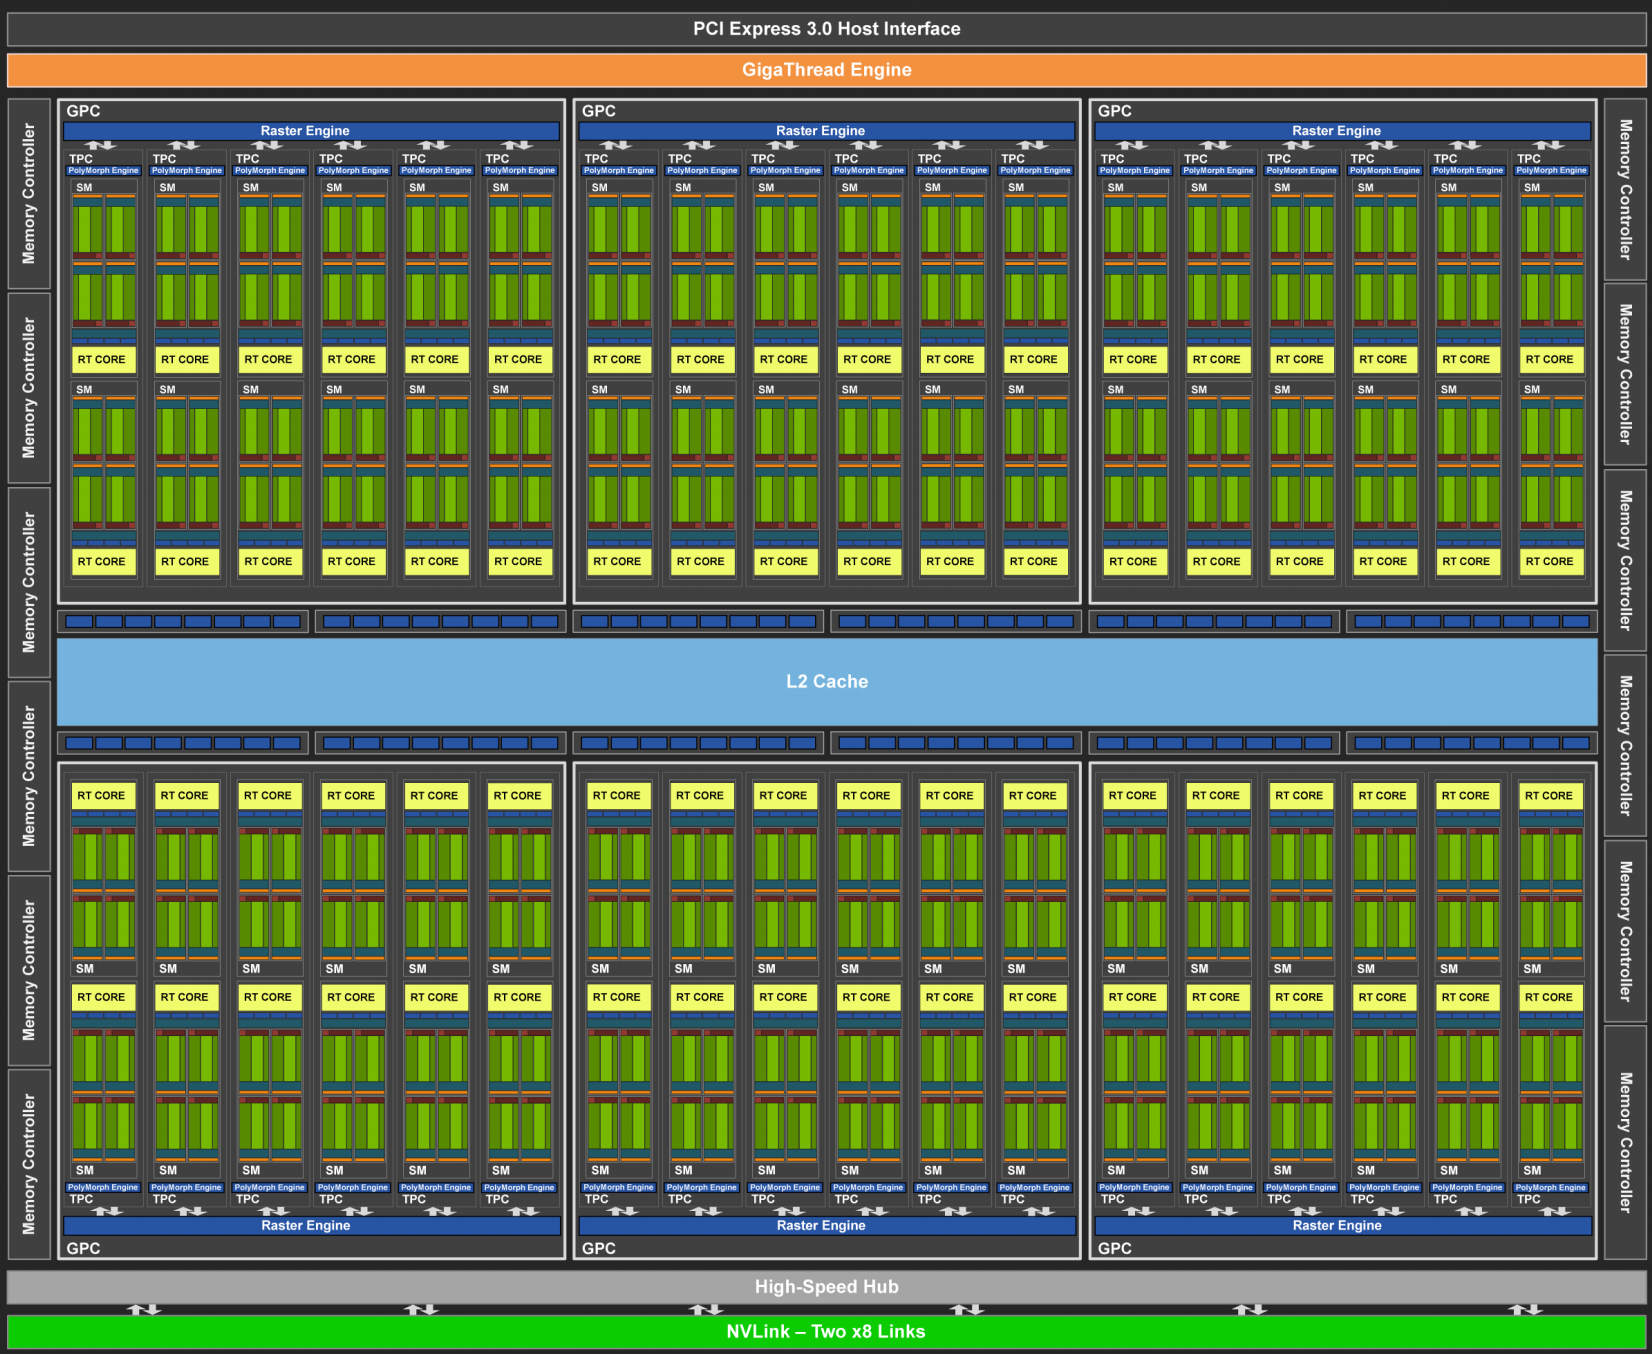 PCI Express 3.0 Host Interface
GigaThread Engine
Memory Controller
Memory Controller
Memory Controller
Memory Controller
Memory Controller
Memory Controller
GPC GPC GPC
Raster Engine Raster Engine Raster Engine
TPC TPC TPC TPC TPC TPC TPC TPC TPC TPC TPC TPC TPC TPC TPC TPC TPC TPC
PolyMorph Engine PolyMorph Engine PolyMorph Engine PolyMorph Engine PolyMorph Engine PolyMorph Engine PolyMorph Engine PolyMorph Engine PolyMorph Engine PolyMorph Engine PolyMorph Engine PolyMorph Engine PolyMorph Engine PolyMorph Engine PolyMorph Engine PolyMorph Engine PolyMorph Engine PolyMorph Engine
SM SM SM SM SM SM SM SM SM SM SM SM SM SM SM SM SM SM
RT CORE RT CORE RT CORE RT CORE RT CORE RT CORE RT CORE RT CORE RT CORE RT CORE RT CORE RT CORE RT CORE RT CORE RT CORE RT CORE RT CORE RT CORE
SM SM SM SM SM SM SM SM SM SM SM SM SM SM SM SM SM SM
RT CORE RT CORE RT CORE RT CORE RT CORE RT CORE RT CORE RT CORE RT CORE RT CORE RT CORE RT CORE RT CORE RT CORE RT CORE RT CORE RT CORE RT CORE
L2 Cache
RT CORE RT CORE RT CORE RT CORE RT CORE RT CORE RT CORE RT CORE RT CORE RT CORE RT CORE RT CORE RT CORE RT CORE RT CORE RT CORE RT CORE RT CORE
SM SM SM SM SM SM SM SM SM SM SM SM SM SM SM SM SM SM
RT CORE RT CORE RT CORE RT CORE RT CORE RT CORE RT CORE RT CORE RT CORE RT CORE RT CORE RT CORE RT CORE RT CORE RT CORE RT CORE RT CORE RT CORE
SM SM SM SM SM SM SM SM SM SM SM SM SM SM SM SM SM SM
PolyMorph Engine PolyMorph Engine PolyMorph Engine PolyMorph Engine PolyMorph Engine PolyMorph Engine PolyMorph Engine PolyMorph Engine PolyMorph Engine PolyMorph Engine PolyMorph Engine PolyMorph Engine PolyMorph Engine PolyMorph Engine PolyMorph Engine PolyMorph Engine PolyMorph Engine PolyMorph Engine
TPC TPC TPC TPC TPC TPC TPC TPC TPC TPC TPC TPC TPC TPC TPC TPC TPC TPC
Raster Engine Raster Engine Raster Engine
GPC GPC GPC
Memory Controller
Memory Controller
Memory Controller
Memory Controller
Memory Controller
Memory Controller
High-Speed Hub
NVLink – Two x8 Links